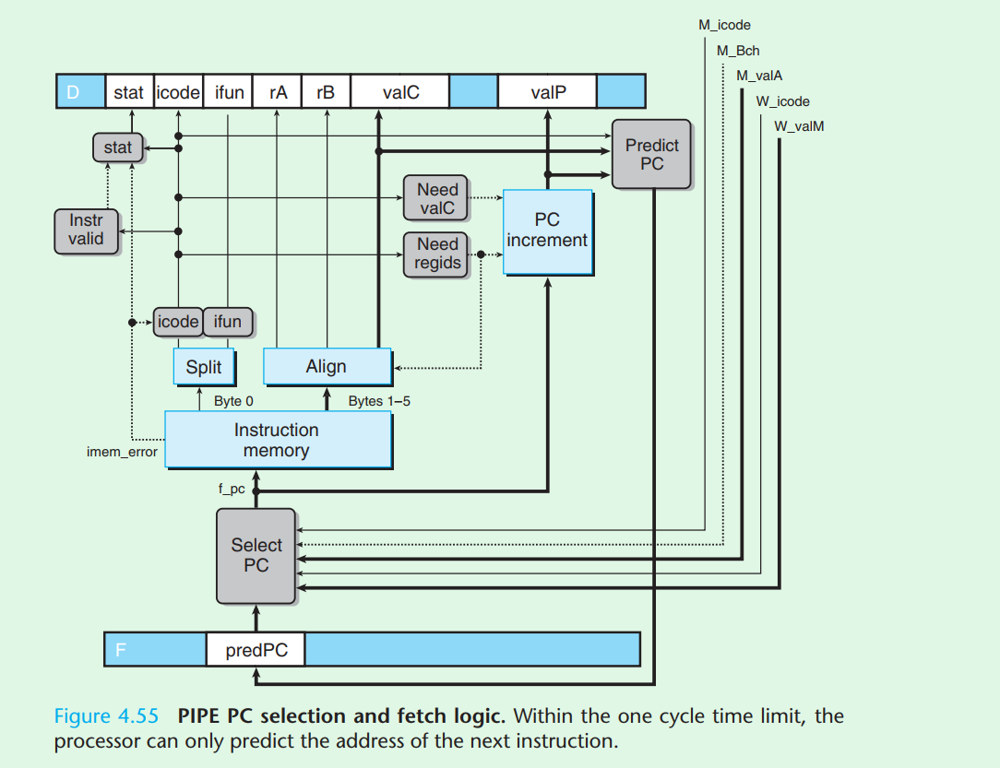 M_icode
M_Bch
M_valA
W_icode
W_valM
D stat icode ifun rA rB valC valP
stat
Predict
PC
Need
valC
Instr
valid
PC
increment
Need
regids
icode ifun
Split
Align
Byte 0
Bytes 1–5
Instruction
memory
imem_error
f_pc
Select
PC
F predPC
Figure 4.55 PIPE PC selection and fetch logic. Within the one cycle time limit, the
processor can only predict the address of the next instruction.